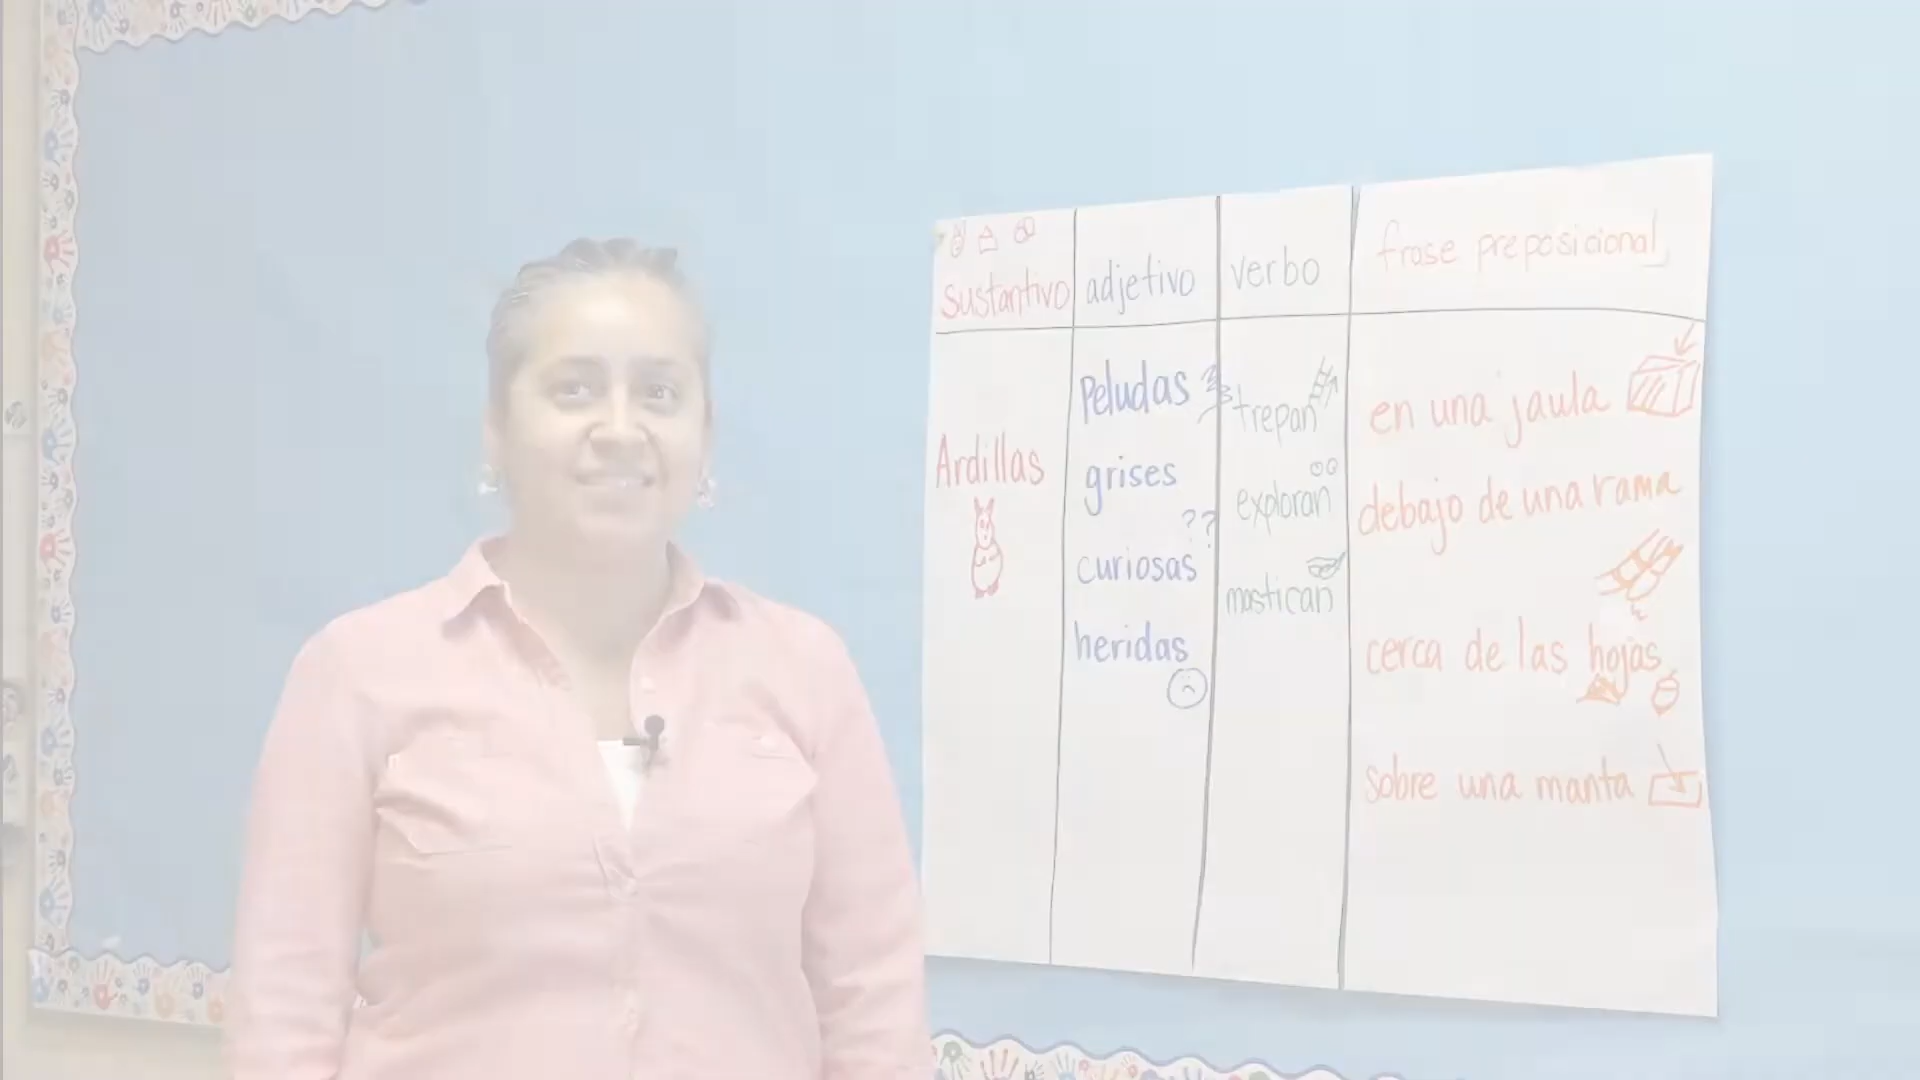 sustantivo
adjetivo
verbo
frase preposicional
Ardillas
peludas
grises
??
curiosas
heridas
trepan
exploran
mastican
en una jaula
debajo de una rama
cerca de las hojas
sobre una manta